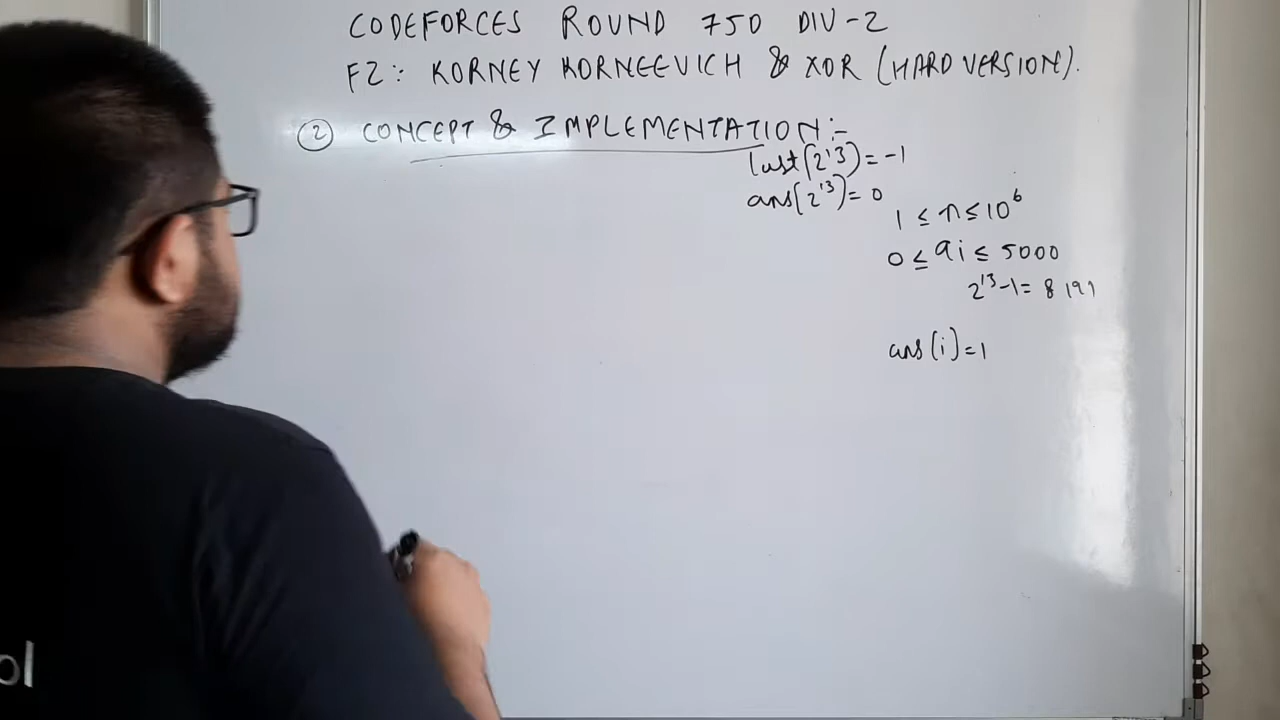 CODEFORCES ROUND 750 DIV-2
F2:- KORNEY KORNEEVICH & XOR (HARD VERSION).
② CONCEPT & IMPLEMENTATION:-
last(2^13) = -1
ans(2^13) = 0
1 ≤ n ≤ 10^6
0 ≤ ai ≤ 5000
2^13-1 = 8191
ans(i) = 1
ol